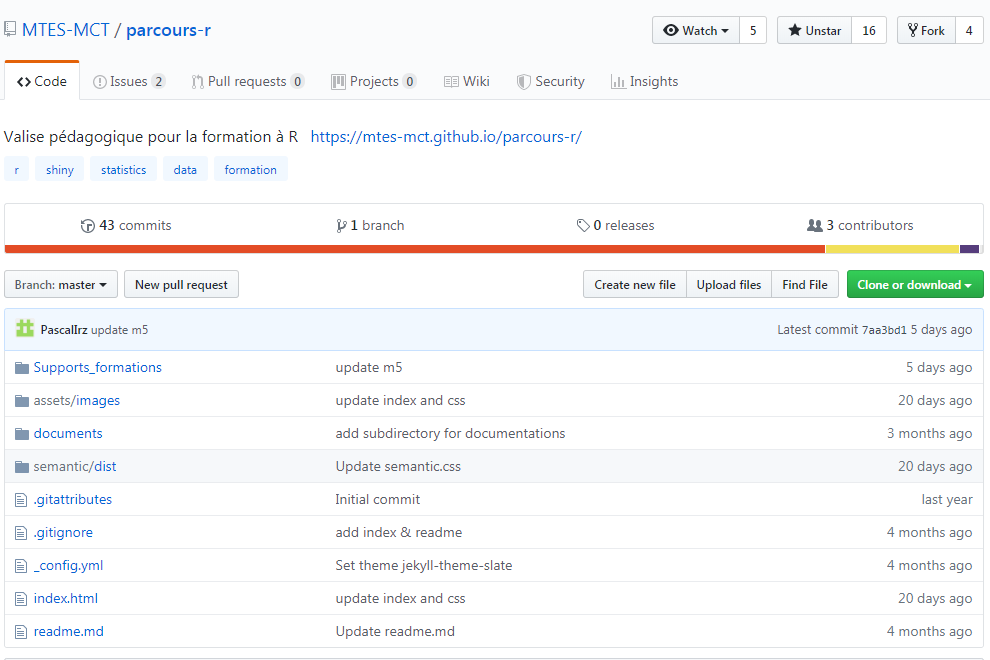 MTES-MCT / parcours-r Watch 5 Unstar 16 Fork 4
Code Issues 2 Pull requests 0 Projects 0 Wiki Security Insights
Valise pédagogique pour la formation à R https://mtes-mct.github.io/parcours-r/
r shiny statistics data formation
43 commits 1 branch 0 releases 3 contributors
Branch: master New pull request Create new file Upload files Find File Clone or download
PascalIrz update m5 Latest commit 7aa3bd1 5 days ago
Supports_formations update m5 5 days ago
assets/images update index and css 20 days ago
documents add subdirectory for documentations 3 months ago
semantic/dist Update semantic.css 20 days ago
.gitattributes Initial commit last year
.gitignore add index & readme 4 months ago
_config.yml Set theme jekyll-theme-slate 4 months ago
index.html update index and css 20 days ago
readme.md Update readme.md 4 months ago